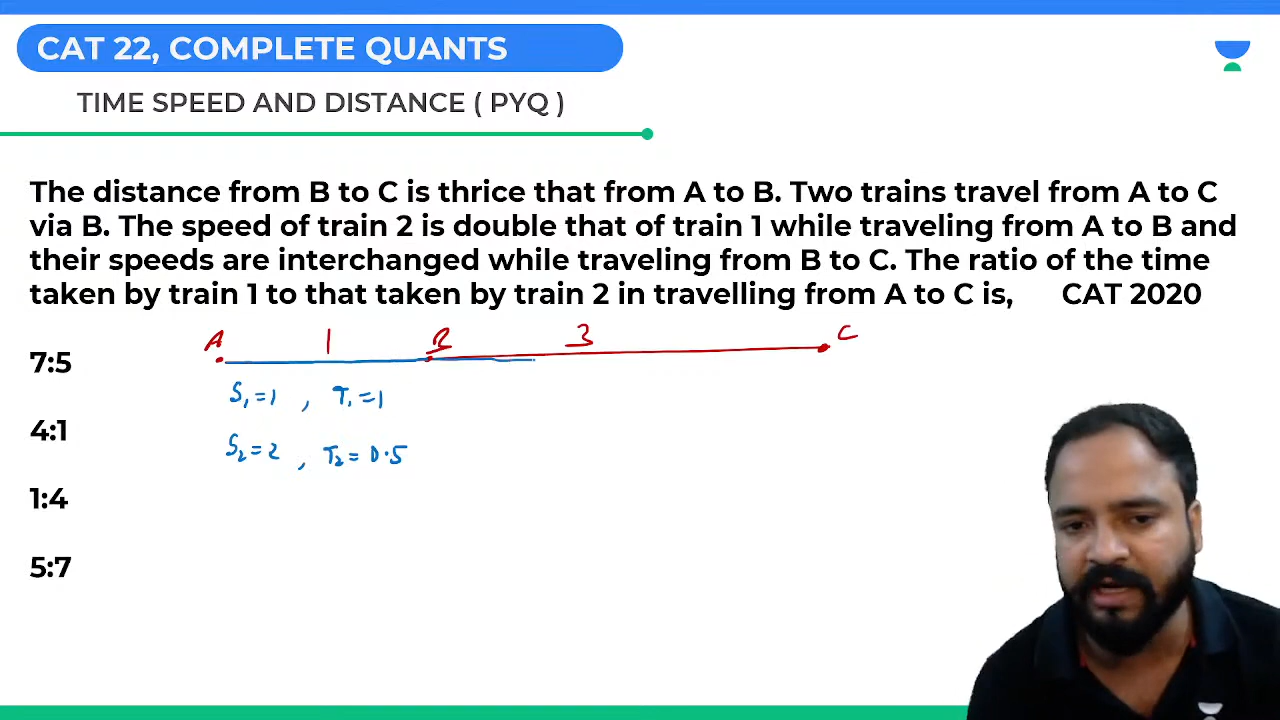 CAT 22, COMPLETE QUANTS
TIME SPEED AND DISTANCE ( PYQ )
The distance from B to C is thrice that from A to B. Two trains travel from A to C
via B. The speed of train 2 is double that of train 1 while traveling from A to B and
their speeds are interchanged while traveling from B to C. The ratio of the time
taken by train 1 to that taken by train 2 in travelling from A to C is, CAT 2020
A 1 B 3 C
7:5
S₁=1 , T₁=1
4:1
S₂=2 , T₂=0.5
1:4
5:7